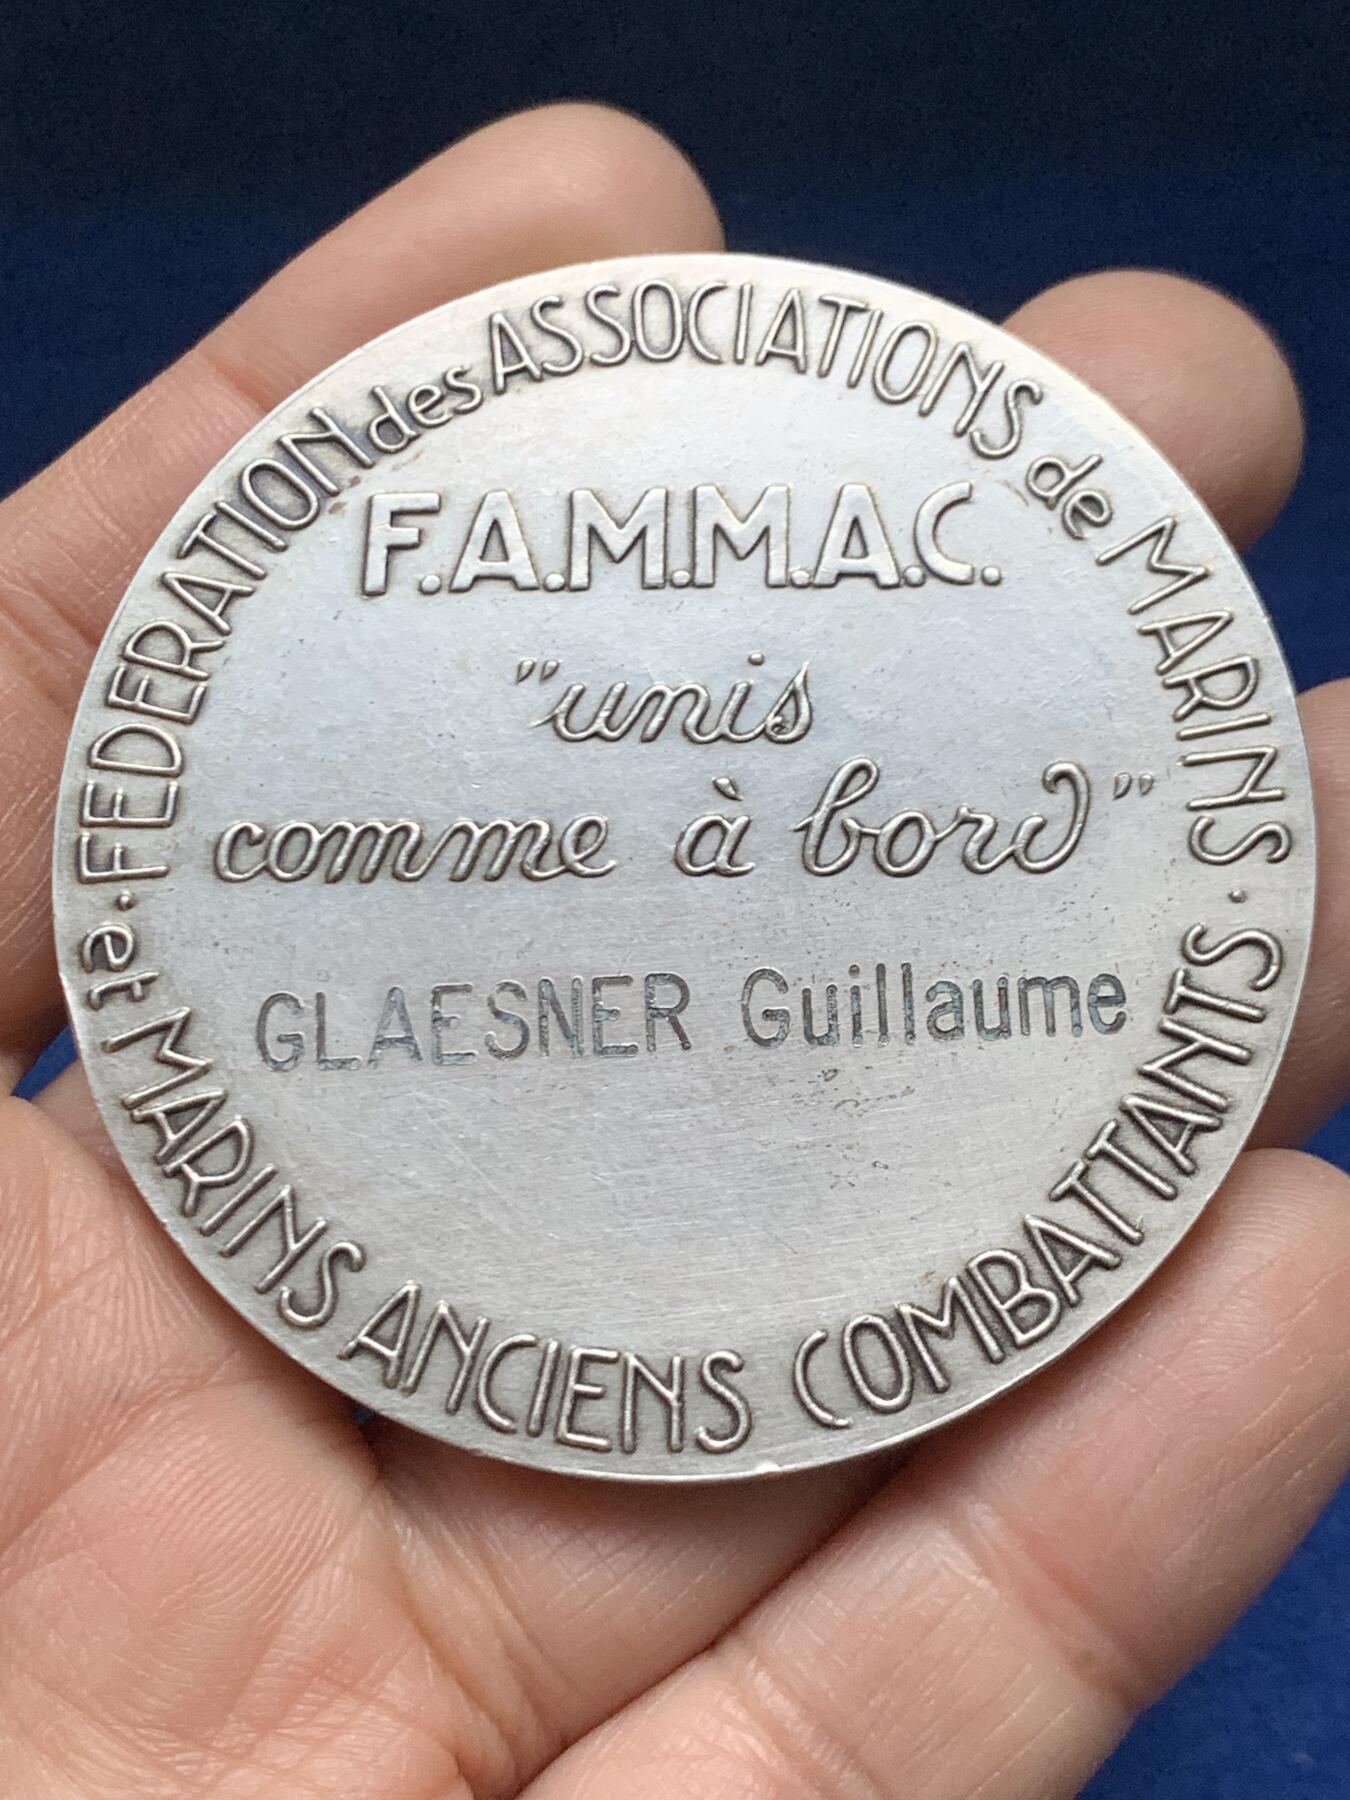 FEDERATION des ASSOCIATIONS de MARINS
• et MARINS ANCIENS COMBATTANTS •
F.A.M.M.A.C.
"unis
comme à bord"
GLAESNER Guillaume